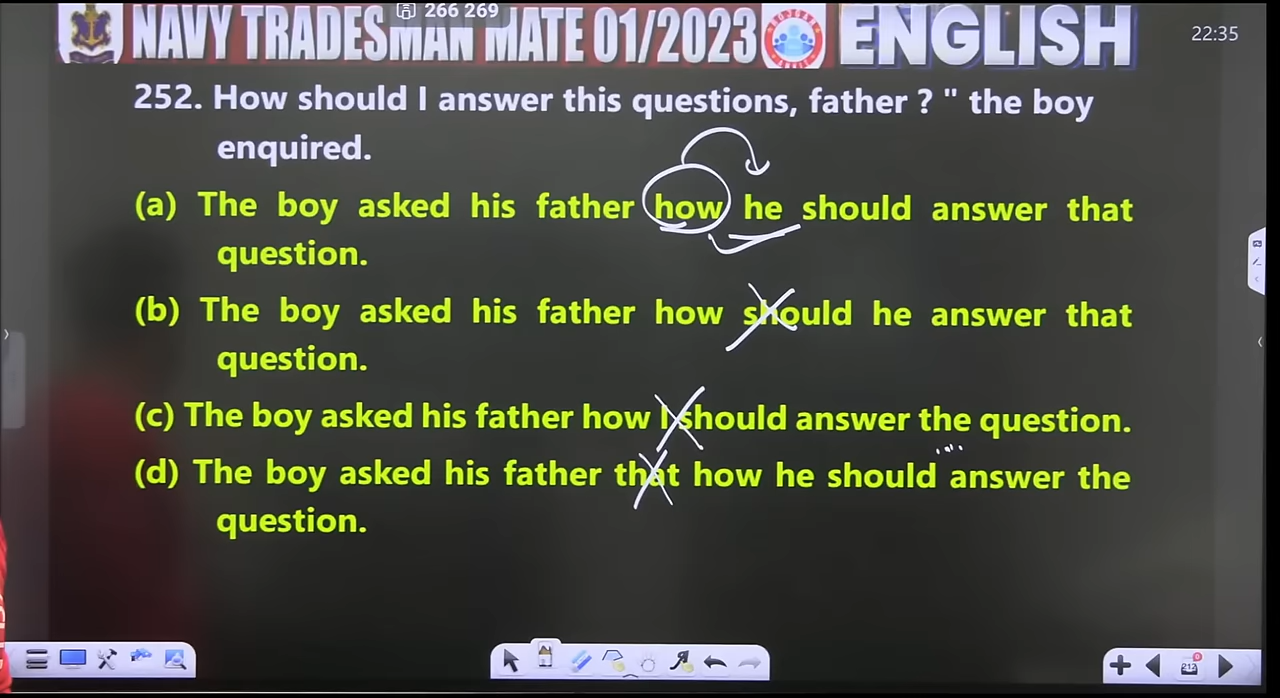 266 269
NAVY TRADESMAN MATE 01/2023 ENGLISH
22:35
252. How should I answer this questions, father ? " the boy
enquired.
(a) The boy asked his father how he should answer that
question.
(b) The boy asked his father how should he answer that
question.
(c) The boy asked his father how I should answer the question.
(d) The boy asked his father that how he should answer the
question.
212